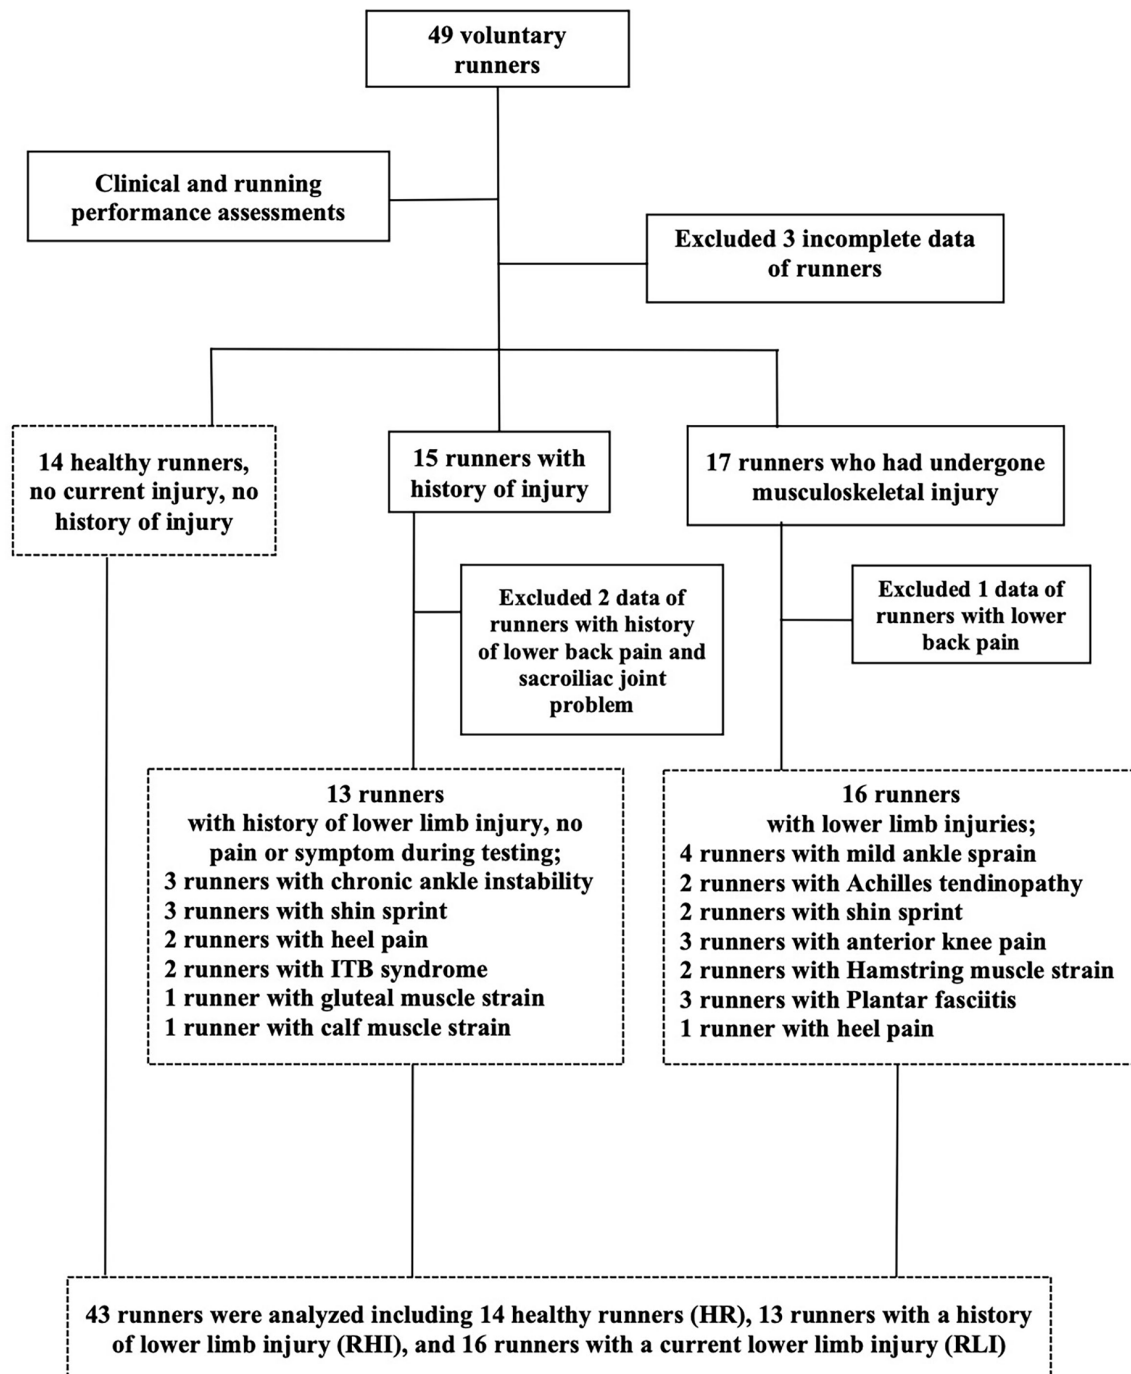 49 voluntary
runners
Clinical and running
performance assessments
Excluded 3 incomplete data
of runners
14 healthy runners,
no current injury, no
history of injury
15 runners with
history of injury
17 runners who had undergone
musculoskeletal injury
Excluded 2 data of
runners with history
of lower back pain and
sacroiliac joint
problem
Excluded 1 data of
runners with lower
back pain
13 runners
with history of lower limb injury, no
pain or symptom during testing;
3 runners with chronic ankle instability
3 runners with shin sprint
2 runners with heel pain
2 runners with ITB syndrome
1 runner with gluteal muscle strain
1 runner with calf muscle strain
16 runners
with lower limb injuries;
4 runners with mild ankle sprain
2 runners with Achilles tendinopathy
2 runners with shin sprint
3 runners with anterior knee pain
2 runners with Hamstring muscle strain
3 runners with Plantar fasciitis
1 runner with heel pain
43 runners were analyzed including 14 healthy runners (HR), 13 runners with a history
of lower limb injury (RHI), and 16 runners with a current lower limb injury (RLI)